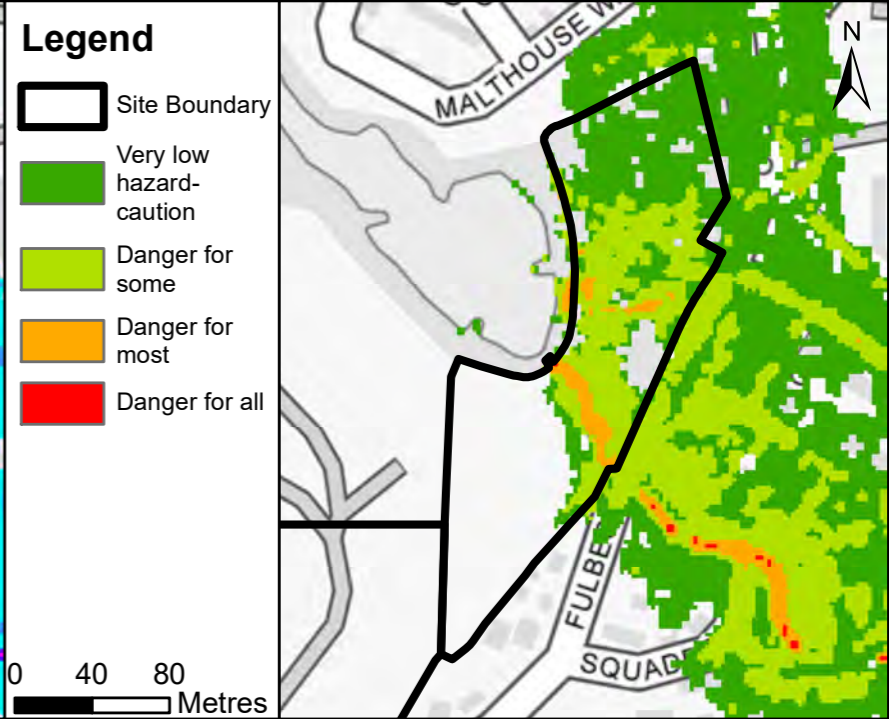 Legend
Site Boundary
Very low
hazard-
caution
Danger for
some
Danger for
most
Danger for all
0 40 80
Metres
N
MALTHOUSE W
FULBE
SQUAD